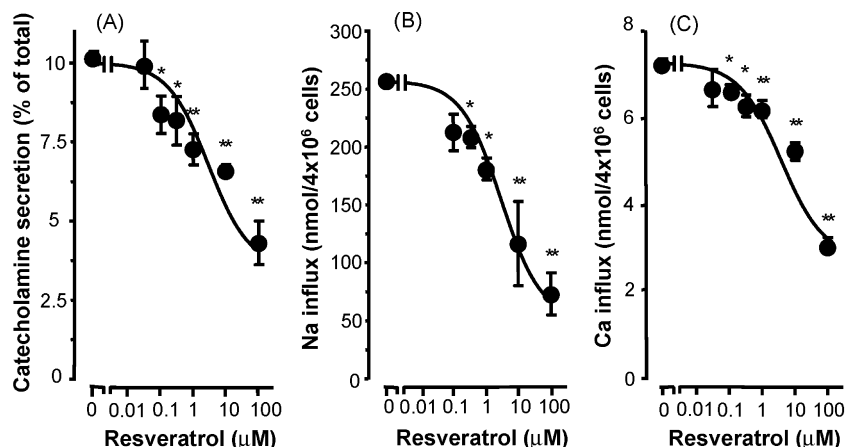 (A)
Catecholamine secretion (% of total)
10
7.5
5
2.5
0
* * ** ** **
0 0.01 0.1 1 10 100
Resveratrol (μM)
(B)
Na influx (nmol/4x10⁶ cells)
300
250
200
150
100
50
0
* * ** **
0 0.01 0.1 1 10 100
Resveratrol (μM)
(C)
Ca influx (nmol/4x10⁶ cells)
8
6
4
2
0
* * ** ** **
0 0.01 0.1 1 10 100
Resveratrol (μM)